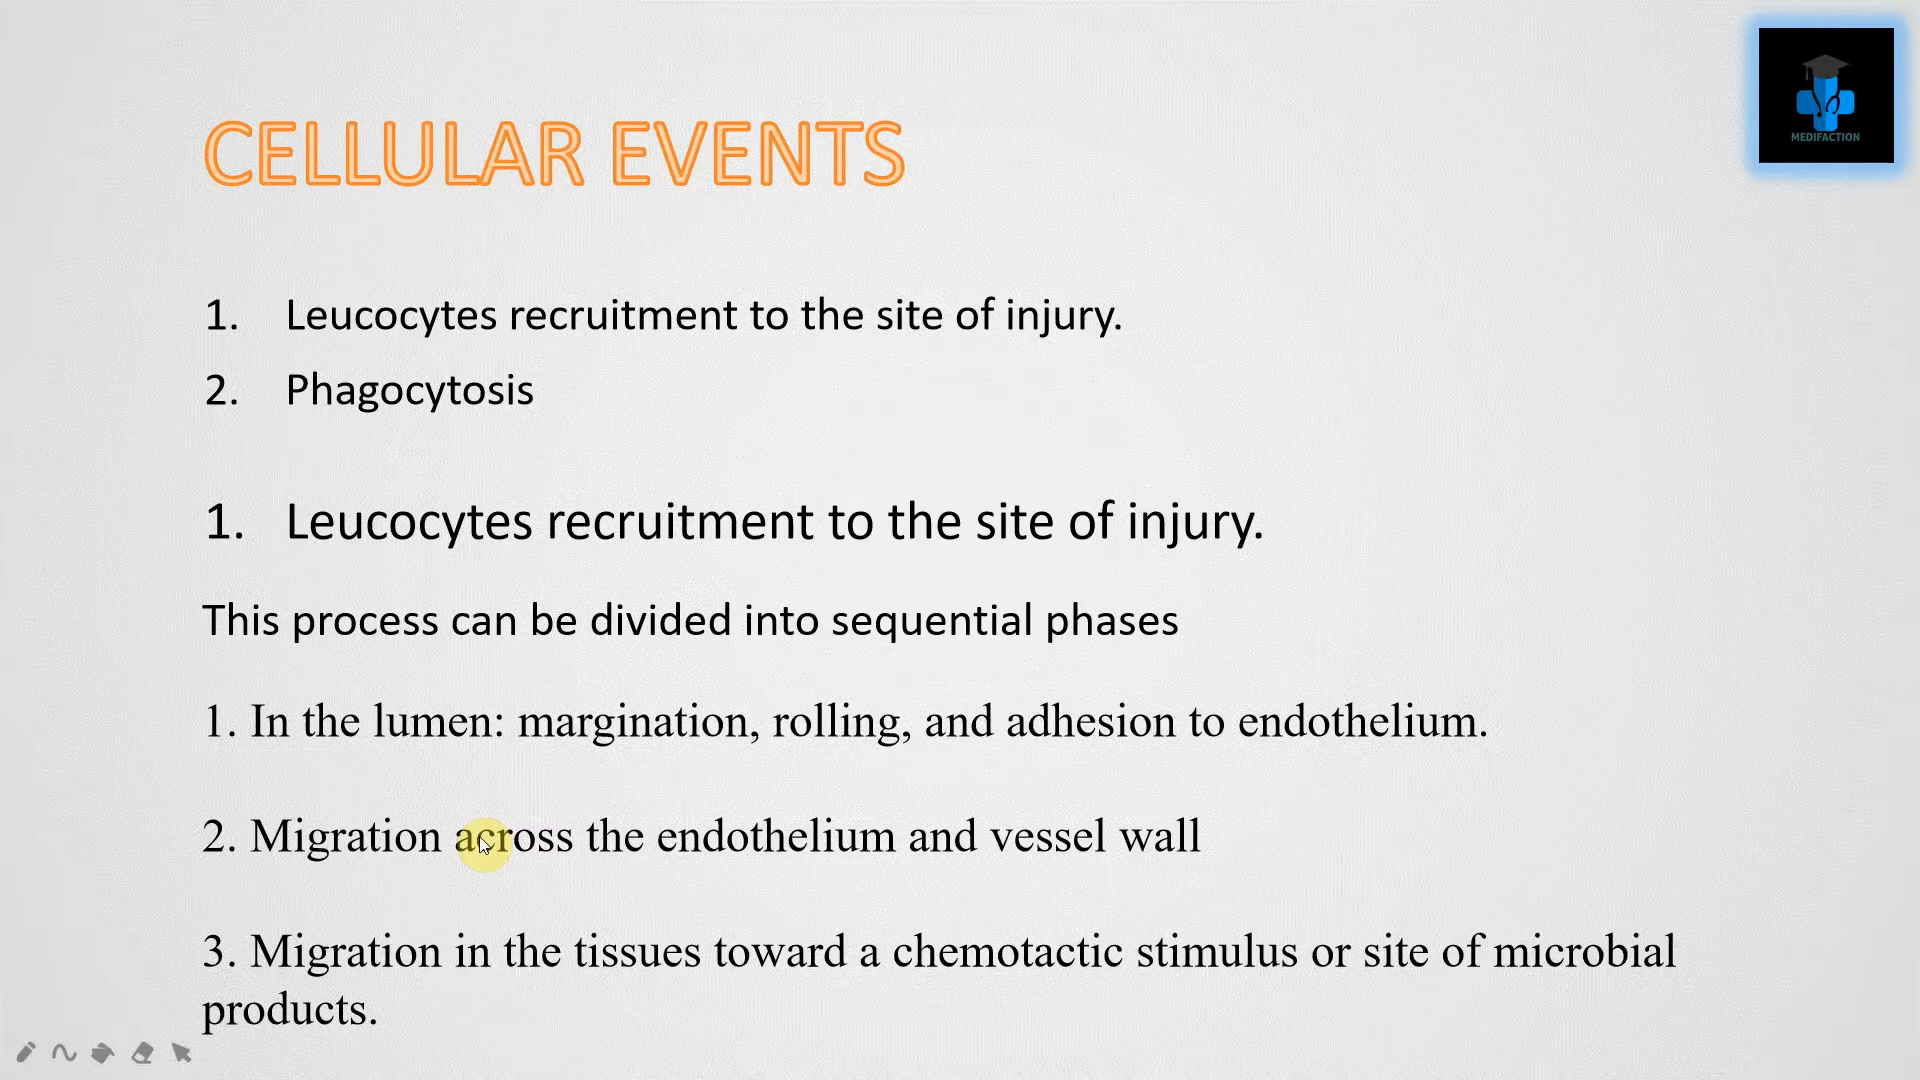 MEDIFACTION
CELLULAR EVENTS
1. Leucocytes recruitment to the site of injury.
2. Phagocytosis
1. Leucocytes recruitment to the site of injury.
This process can be divided into sequential phases
1. In the lumen: margination, rolling, and adhesion to endothelium.
2. Migration across the endothelium and vessel wall
3. Migration in the tissues toward a chemotactic stimulus or site of microbial
products.